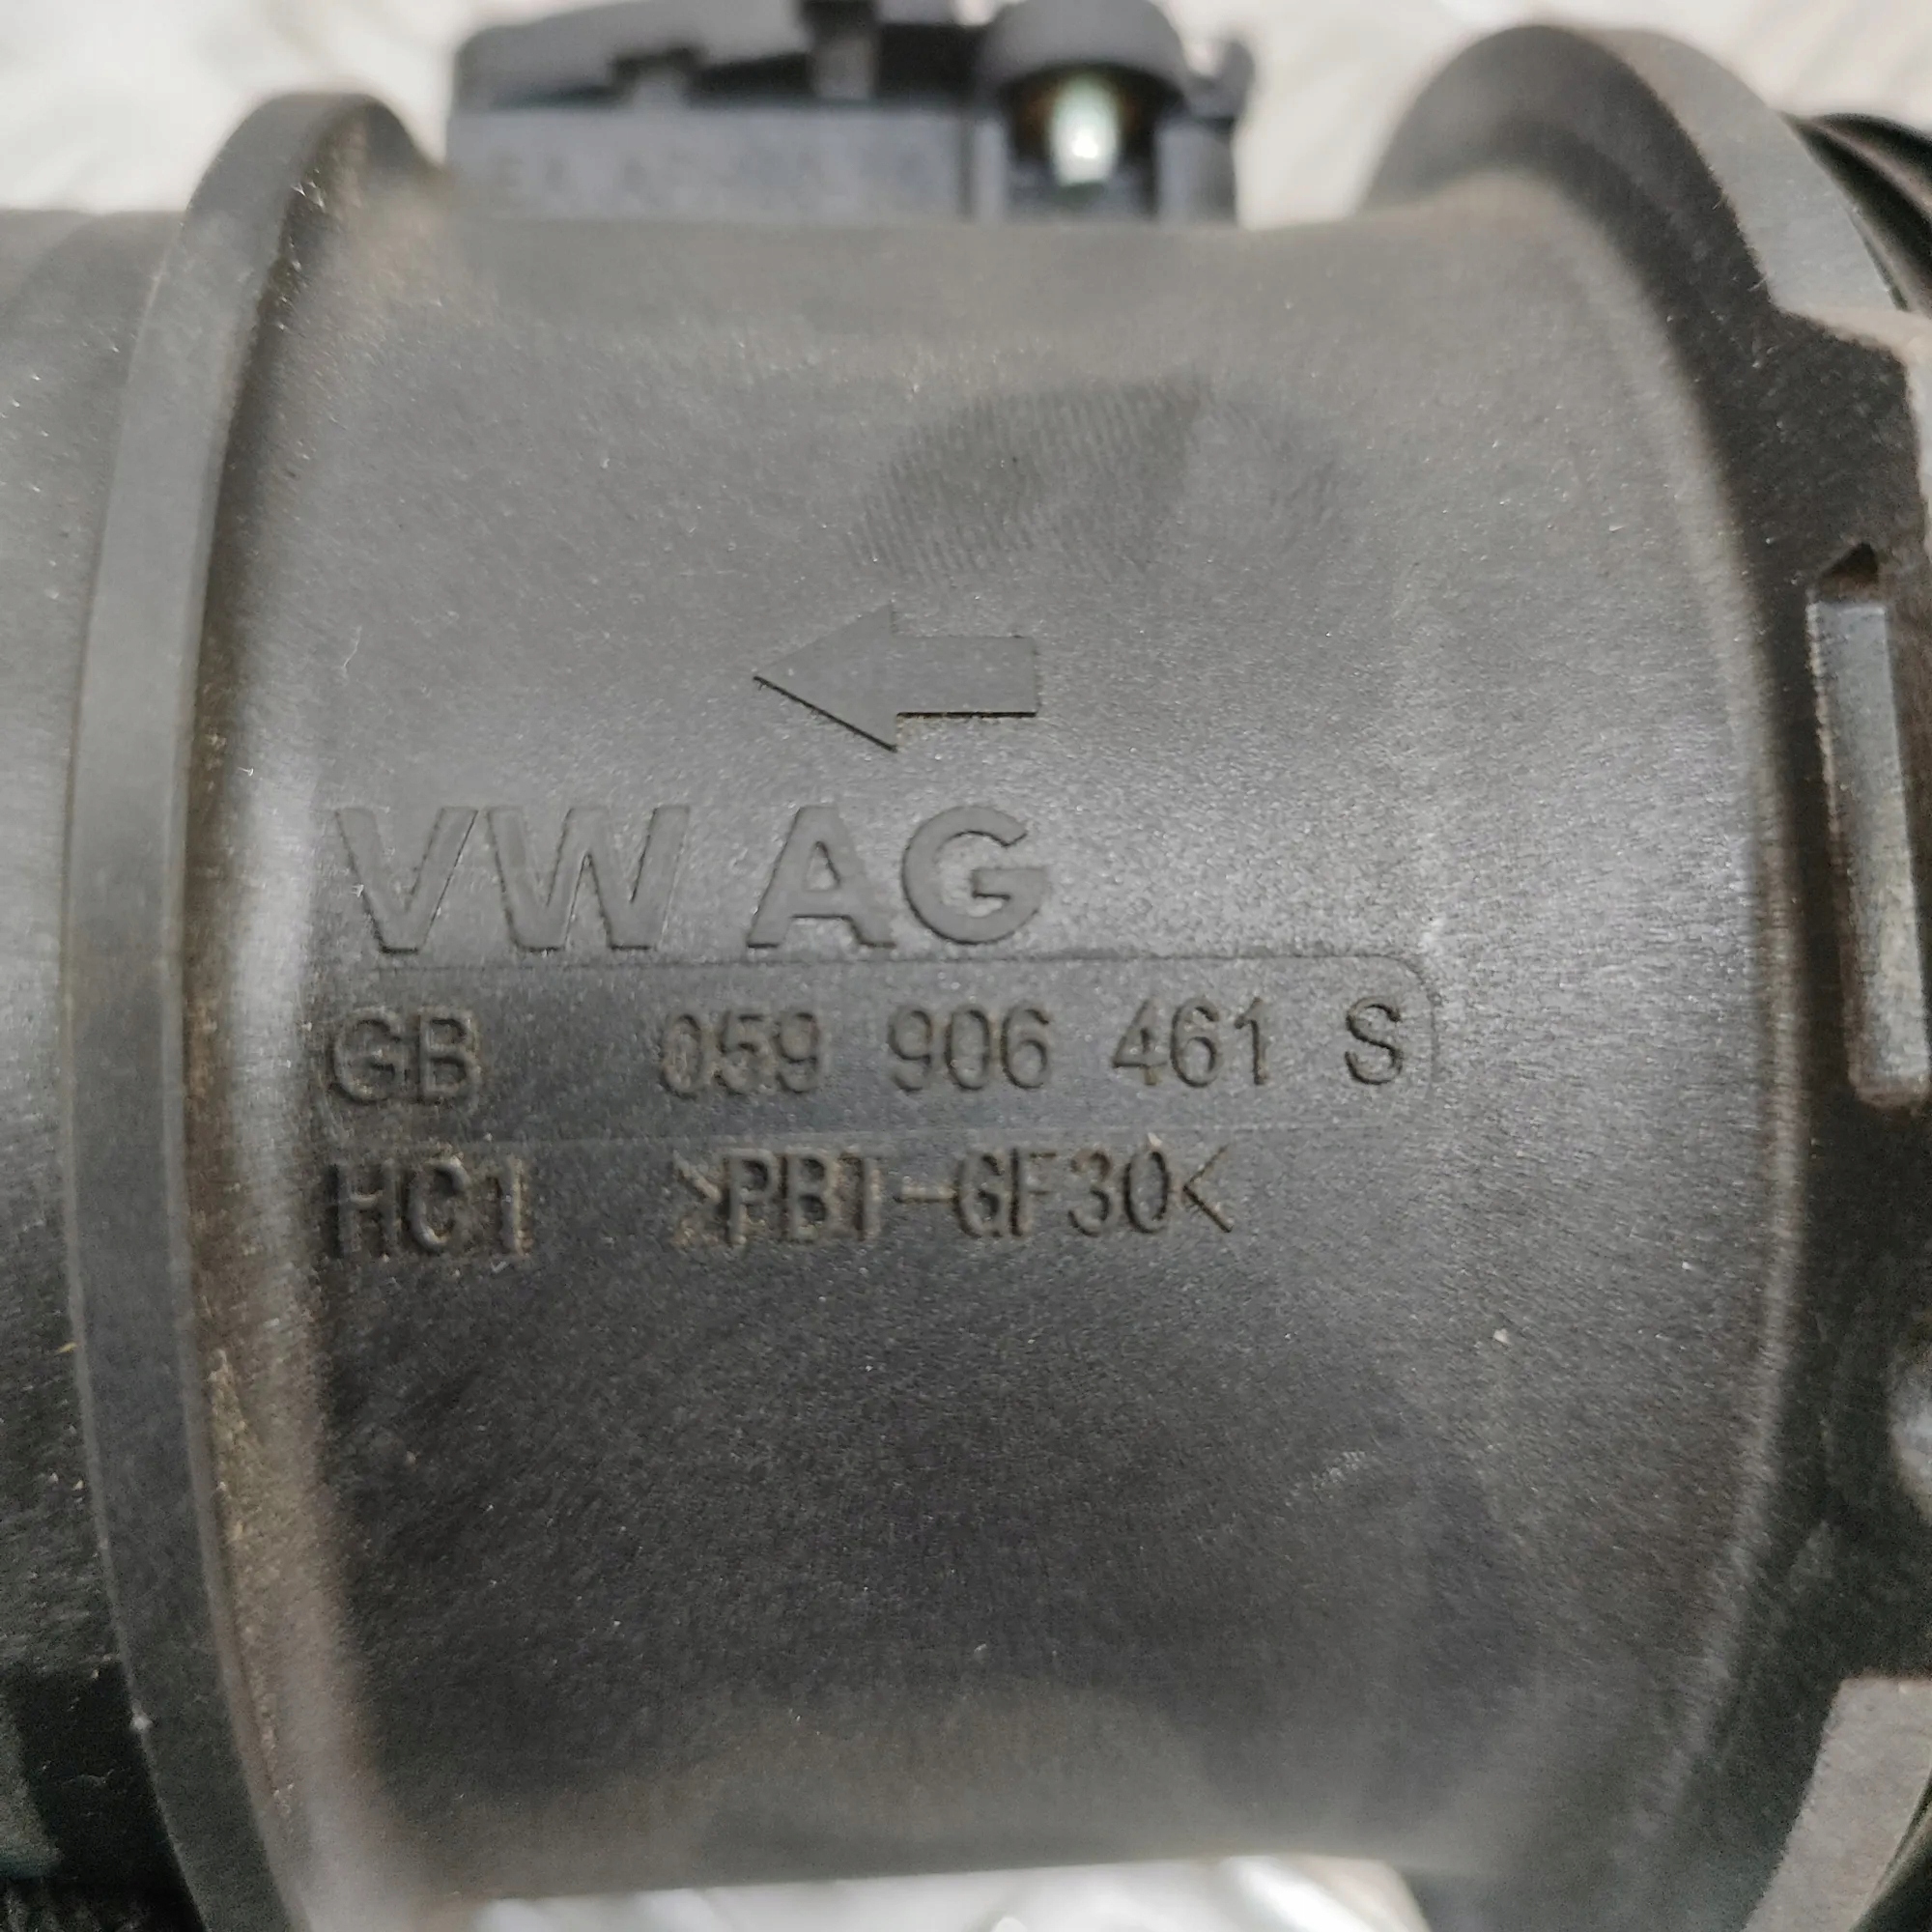 VW AG
GB 059 906 461 S
HC1 >PBT-GF30<